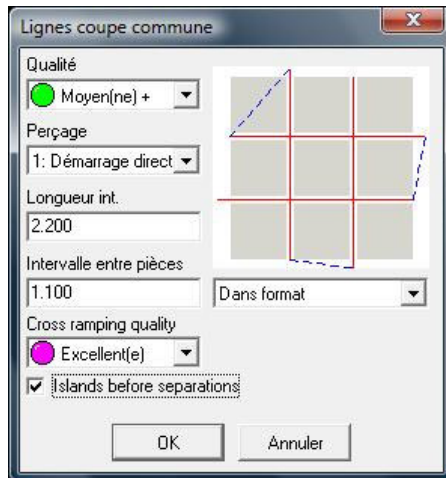 Lignes coupe commune
Qualité
Moyen(ne) +
Perçage
1: Démarrage direct
Longueur int.
2.200
Intervalle entre pièces
1.100
Dans format
Cross ramping quality
Excellent(e)
Islands before separations
OK
Annuler